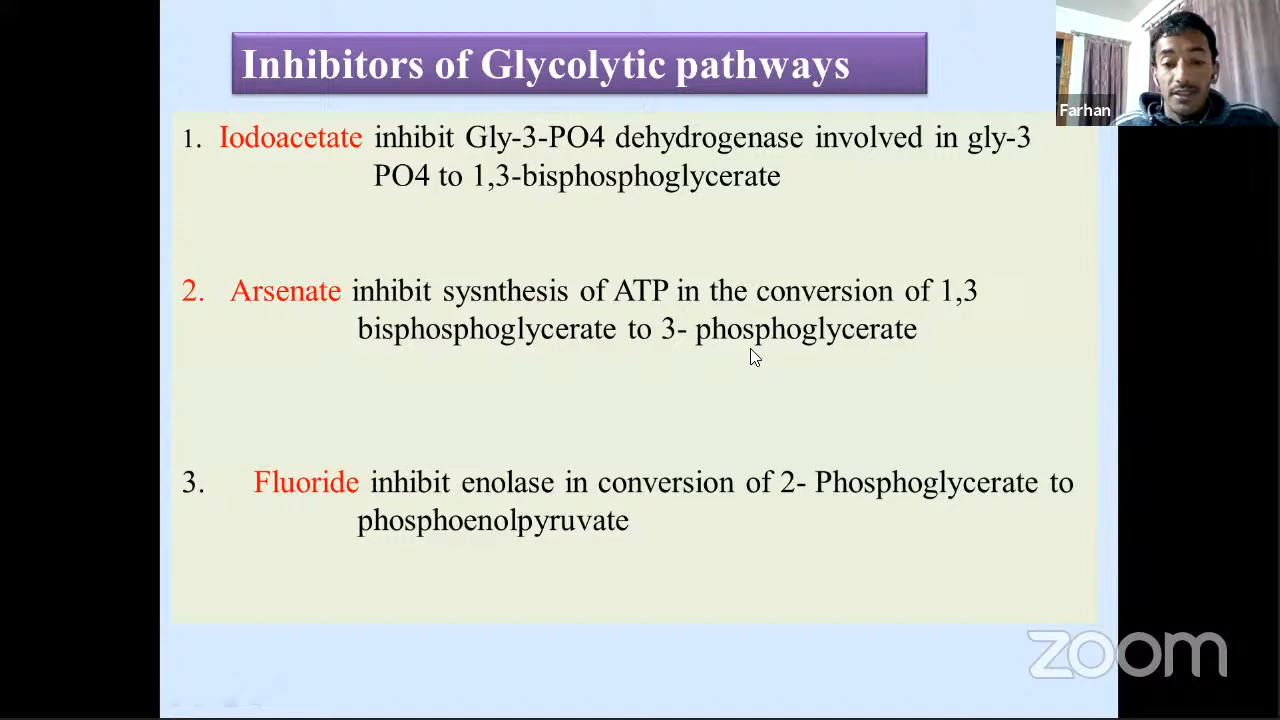 Inhibitors of Glycolytic pathways
Farhan
1. Iodoacetate inhibit Gly-3-PO4 dehydrogenase involved in gly-3
PO4 to 1,3-bisphosphoglycerate
2. Arsenate inhibit sysnthesis of ATP in the conversion of 1,3
bisphosphoglycerate to 3- phosphoglycerate
3. Fluoride inhibit enolase in conversion of 2- Phosphoglycerate to
phosphoenolpyruvate
zoom